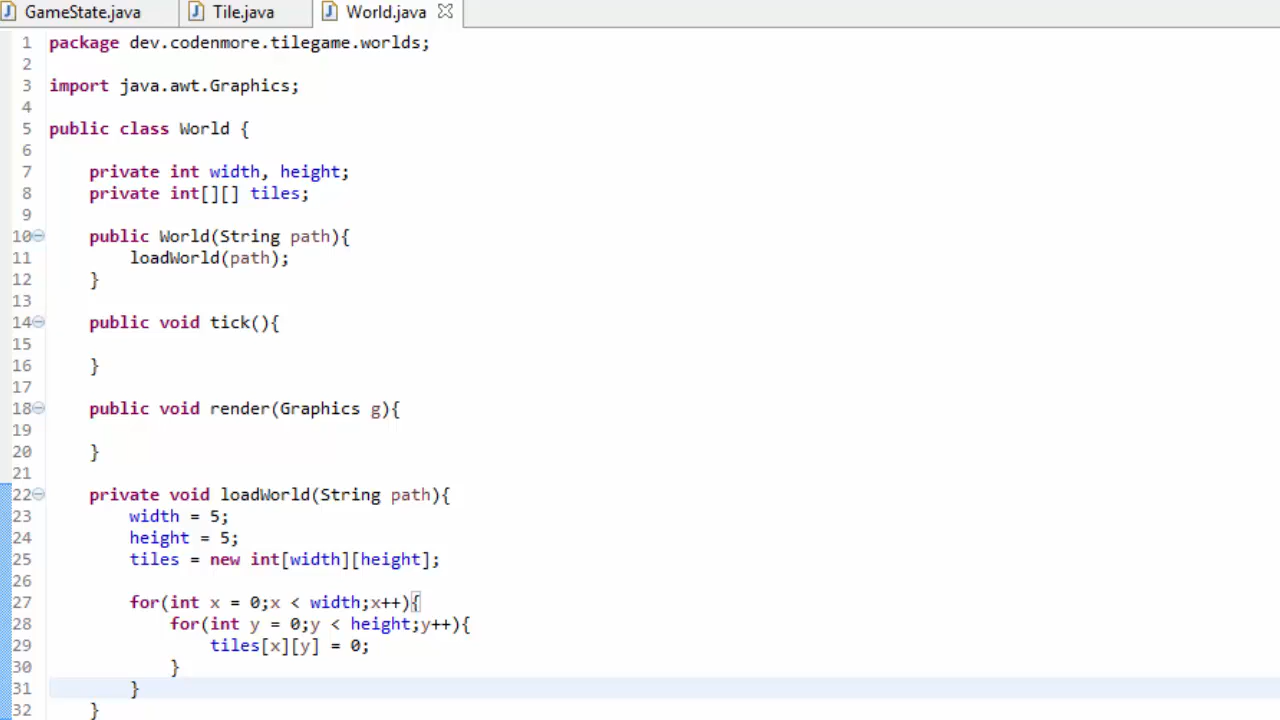 GameState.java Tile.java World.java
1 package dev.codenmore.tilegame.worlds;
2
3 import java.awt.Graphics;
4
5 public class World {
6
7     private int width, height;
8     private int[][] tiles;
9
10     public World(String path){
11         loadWorld(path);
12     }
13
14     public void tick(){
15
16     }
17
18     public void render(Graphics g){
19
20     }
21
22     private void loadWorld(String path){
23         width = 5;
24         height = 5;
25         tiles = new int[width][height];
26
27         for(int x = 0;x < width;x++){
28             for(int y = 0;y < height;y++){
29                 tiles[x][y] = 0;
30             }
31         }
32     }